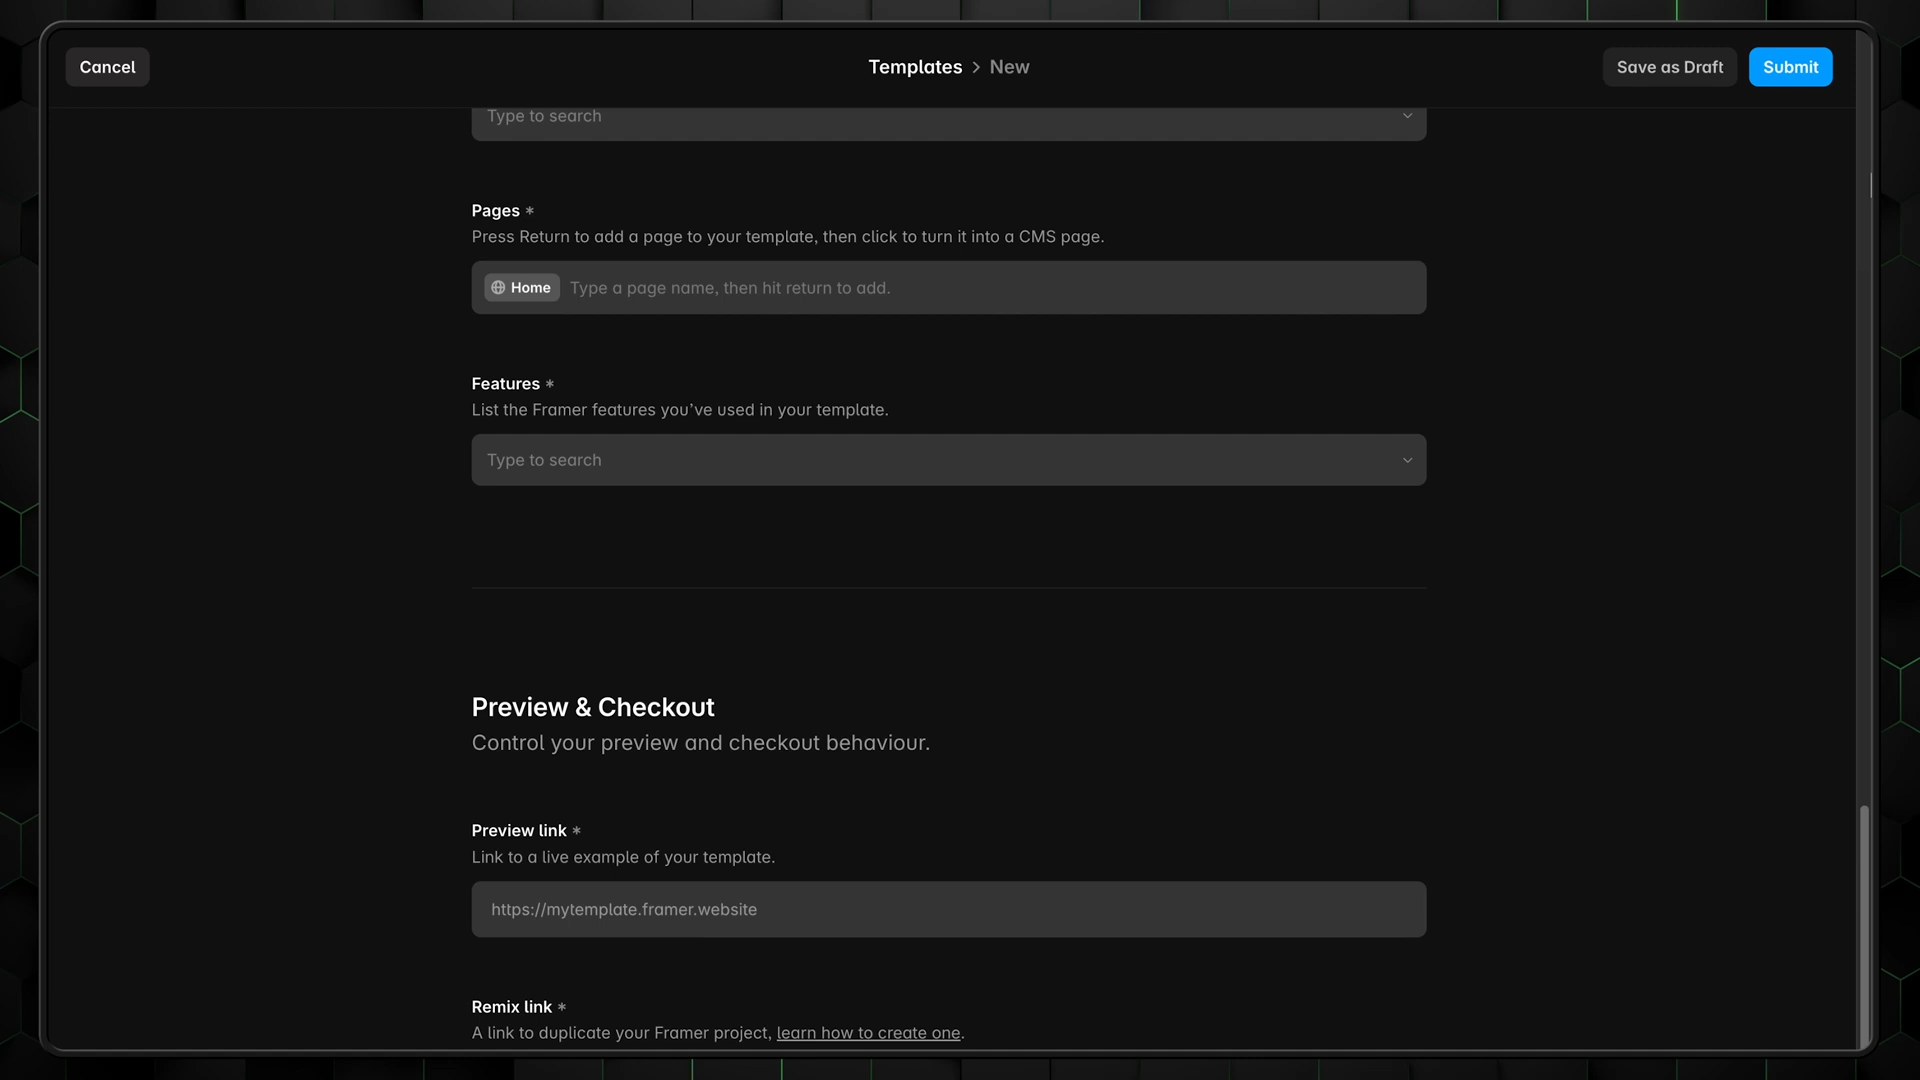 Cancel
Templates > New
Save as Draft
Submit
Type to search
Pages *
Press Return to add a page to your template, then click to turn it into a CMS page.
Home
Type a page name, then hit return to add.
Features *
List the Framer features you’ve used in your template.
Type to search
Preview & Checkout
Control your preview and checkout behaviour.
Preview link *
Link to a live example of your template.
https://mytemplate.framer.website
Remix link *
A link to duplicate your Framer project, learn how to create one.